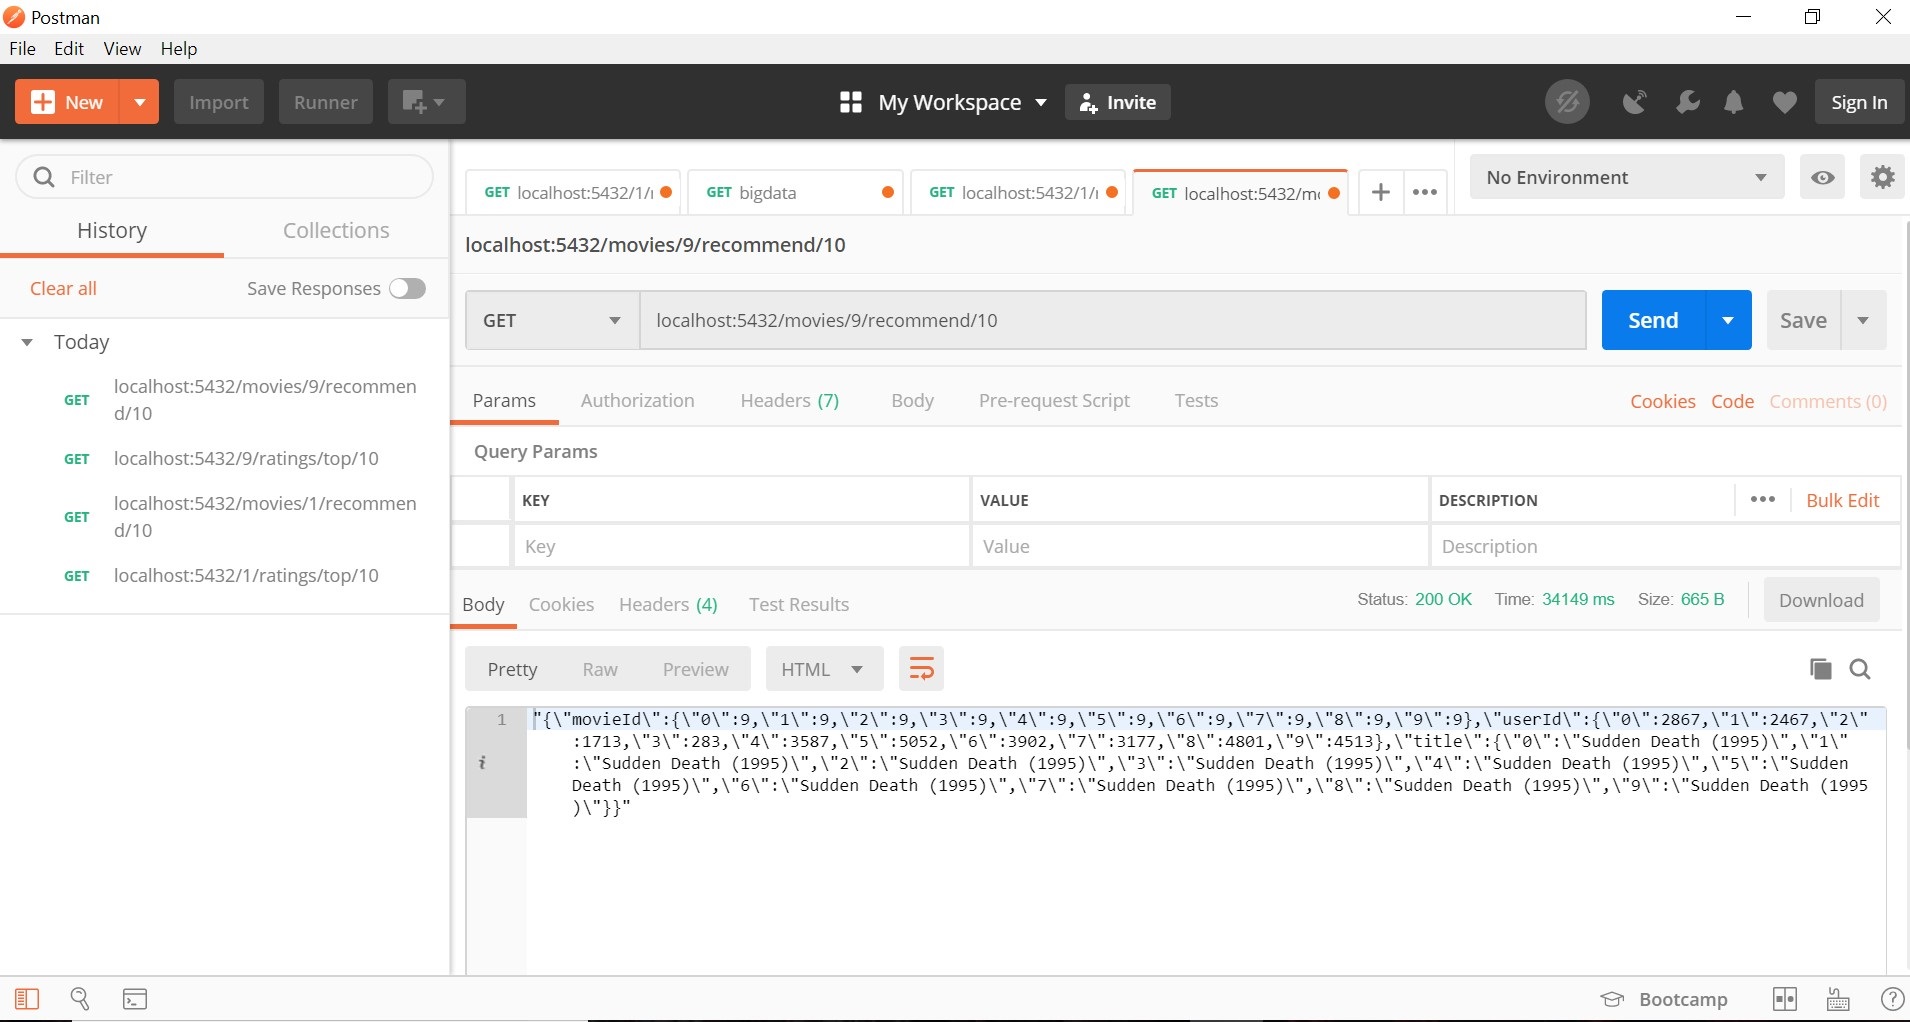 Postman
File Edit View Help
New Import Runner My Workspace Invite Sign In
Filter
History Collections
Clear all Save Responses
Today
GET localhost:5432/movies/9/recommen
d/10
GET localhost:5432/9/ratings/top/10
GET localhost:5432/movies/1/recommen
d/10
GET localhost:5432/1/ratings/top/10
GET localhost:5432/1/ GET bigdata GET localhost:5432/1/ GET localhost:5432/m No Environment
localhost:5432/movies/9/recommend/10
GET localhost:5432/movies/9/recommend/10 Send Save
Params Authorization Headers (7) Body Pre-request Script Tests Cookies Code Comments (0)
Query Params
KEY VALUE DESCRIPTION Bulk Edit
Key Value Description
Body Cookies Headers (4) Test Results Status: 200 OK Time: 34149 ms Size: 665 B Download
Pretty Raw Preview HTML
1 "{\"movieId\":{\"0\":9,\"1\":9,\"2\":9,\"3\":9,\"4\":9,\"5\":9,\"6\":9,\"7\":9,\"8\":9,\"9\":9},\"userId\":{\"0\":2867,\"1\":2467,\"2\"
i :1713,\"3\":283,\"4\":3587,\"5\":5052,\"6\":3902,\"7\":3177,\"8\":4801,\"9\":4513},\"title\":{\"0\":\"Sudden Death (1995)\",\"1\"
:\"Sudden Death (1995)\",\"2\":\"Sudden Death (1995)\",\"3\":\"Sudden Death (1995)\",\"4\":\"Sudden Death (1995)\",\"5\":\"Sudden
Death (1995)\",\"6\":\"Sudden Death (1995)\",\"7\":\"Sudden Death (1995)\",\"8\":\"Sudden Death (1995)\",\"9\":\"Sudden Death (1995
)\"}}"
Bootcamp